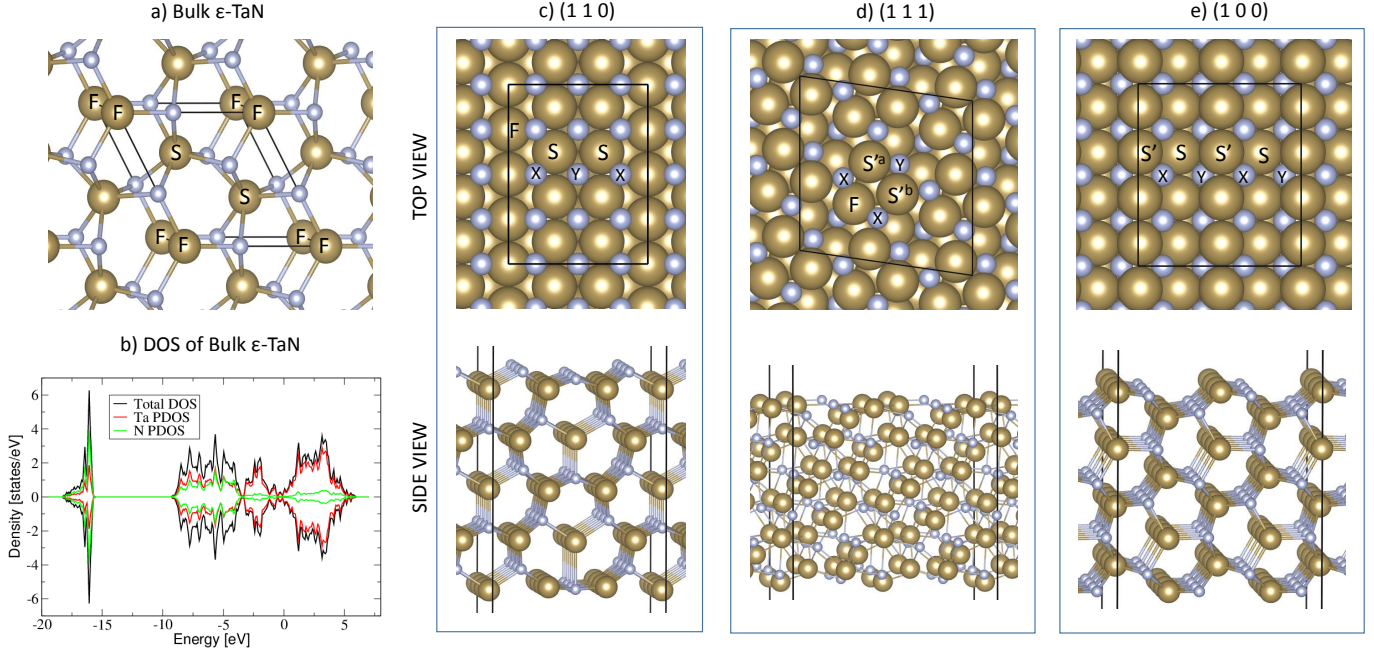 a) Bulk ε-TaN
F F F F
S
S
F F F F
b) DOS of Bulk ε-TaN
Total DOS
Ta PDOS
N PDOS
Density [states/eV]
6
4
2
0
-2
-4
-6
-20 -15 -10 -5 0 5
Energy [eV]
TOP VIEW
SIDE VIEW
c) (1 1 0)
F
S S
X Y X
d) (1 1 1)
S'a Y
X S'b
F
X
e) (1 0 0)
S' S S' S
X Y X Y